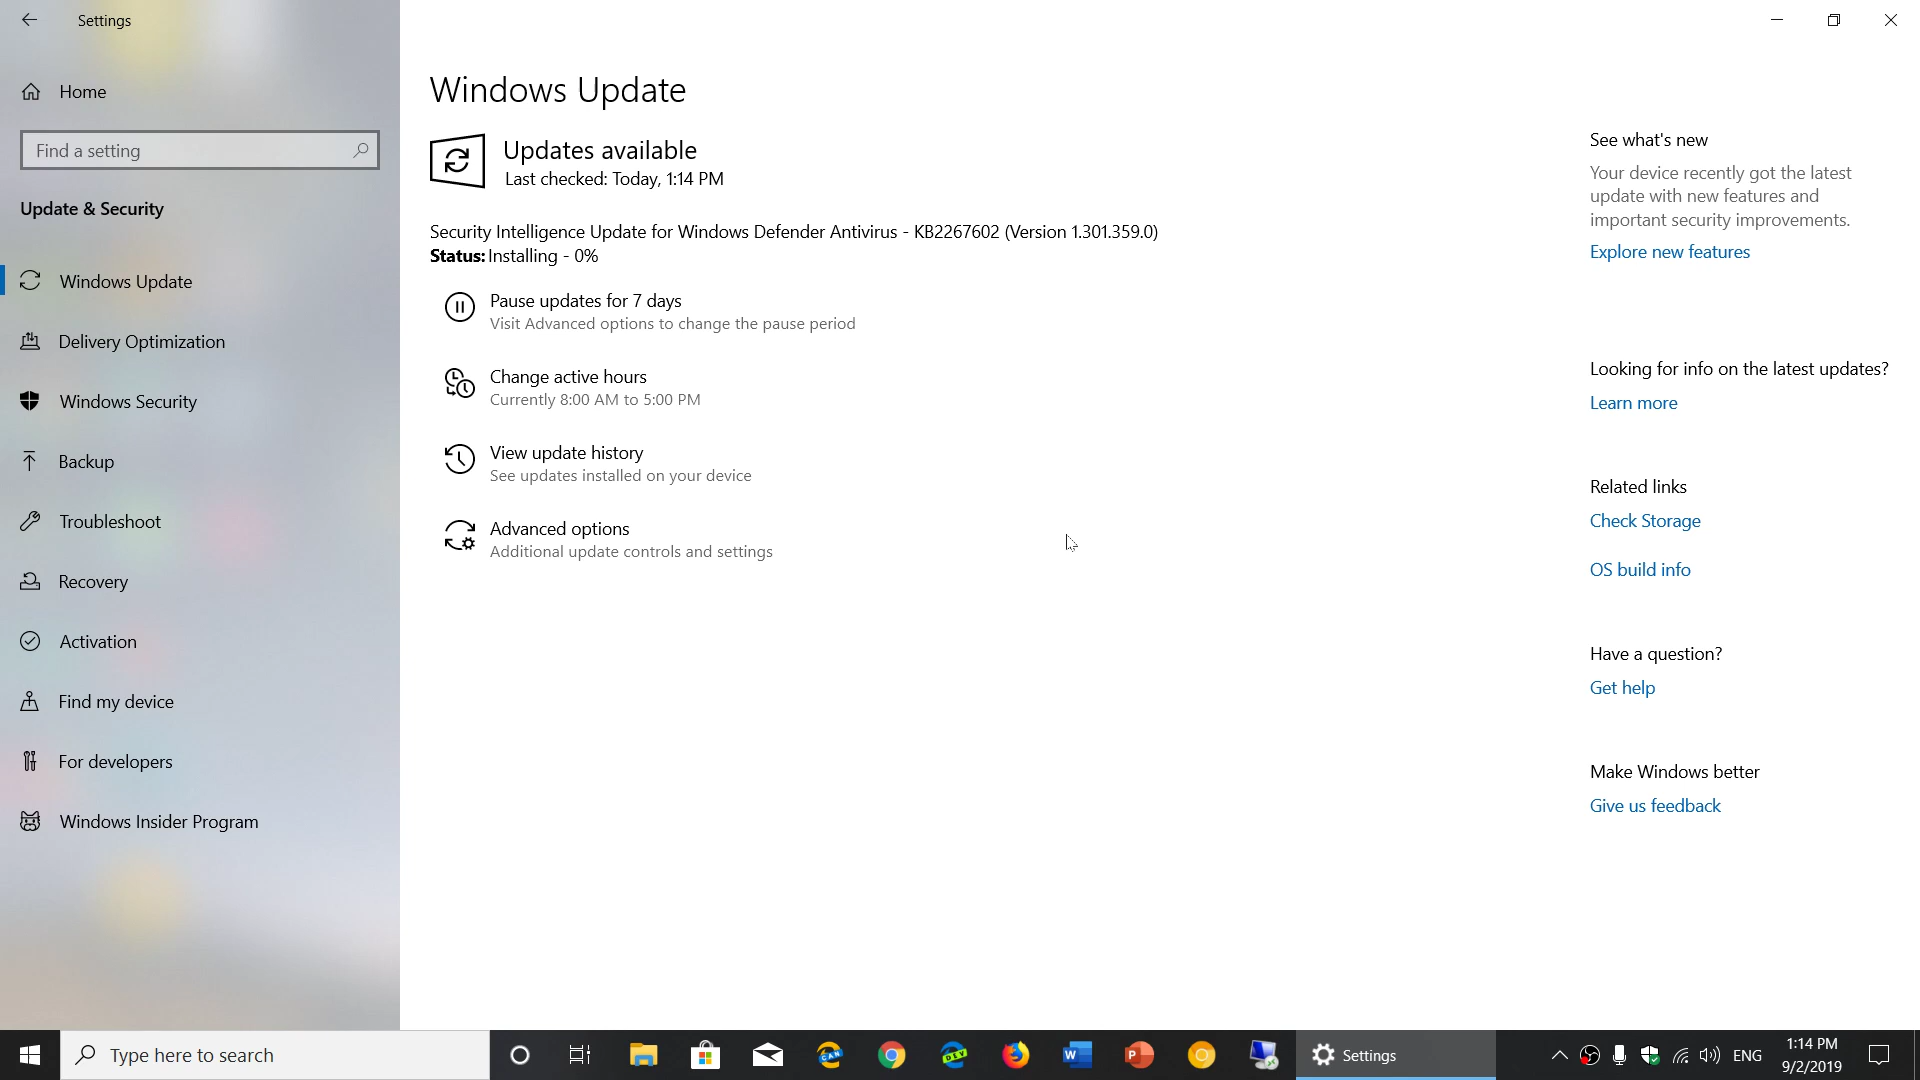 Settings
Home
Find a setting
Update & Security
Windows Update
Delivery Optimization
Windows Security
Backup
Troubleshoot
Recovery
Activation
Find my device
For developers
Windows Insider Program
Windows Update
Updates available
Last checked: Today, 1:14 PM
Security Intelligence Update for Windows Defender Antivirus - KB2267602 (Version 1.301.359.0)
Status: Installing - 0%
Pause updates for 7 days
Visit Advanced options to change the pause period
Change active hours
Currently 8:00 AM to 5:00 PM
View update history
See updates installed on your device
Advanced options
Additional update controls and settings
See what's new
Your device recently got the latest
update with new features and
important security improvements.
Explore new features
Looking for info on the latest updates?
Learn more
Related links
Check Storage
OS build info
Have a question?
Get help
Make Windows better
Give us feedback
Type here to search
CAN
DEV
W
P
Settings
ENG
1:14 PM
9/2/2019